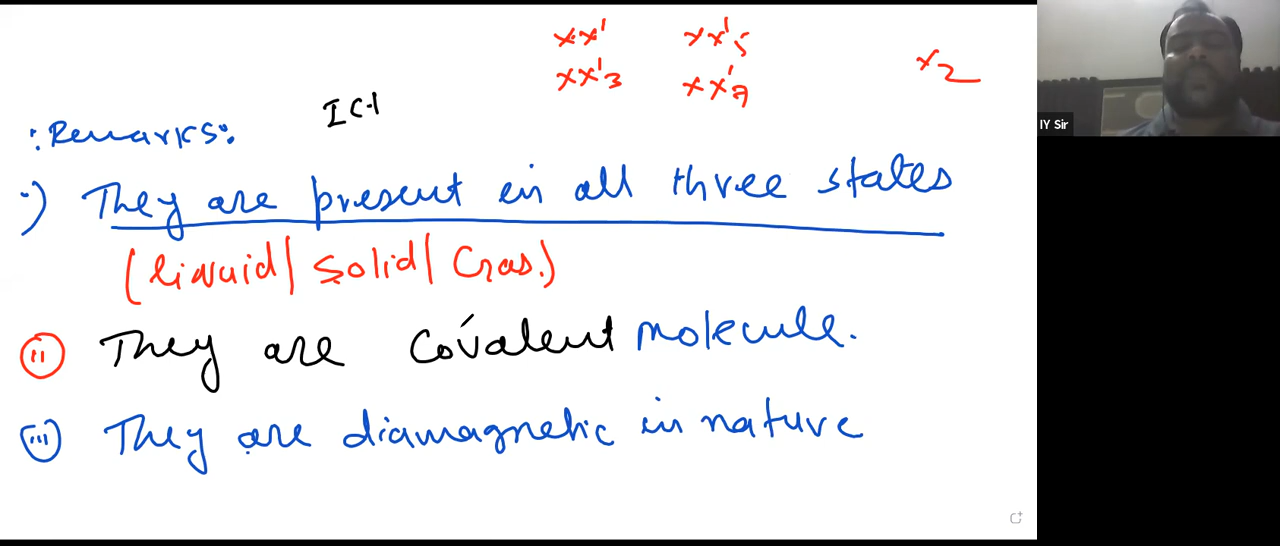 XX' XX'5
XX'3 XX'7
X2
ICl
:Remarks:
i) They are present in all three states
(liquid/ Solid/ Gas.)
(ii) They are covalent molecule.
(iii) They are diamagnetic in nature
IY Sir